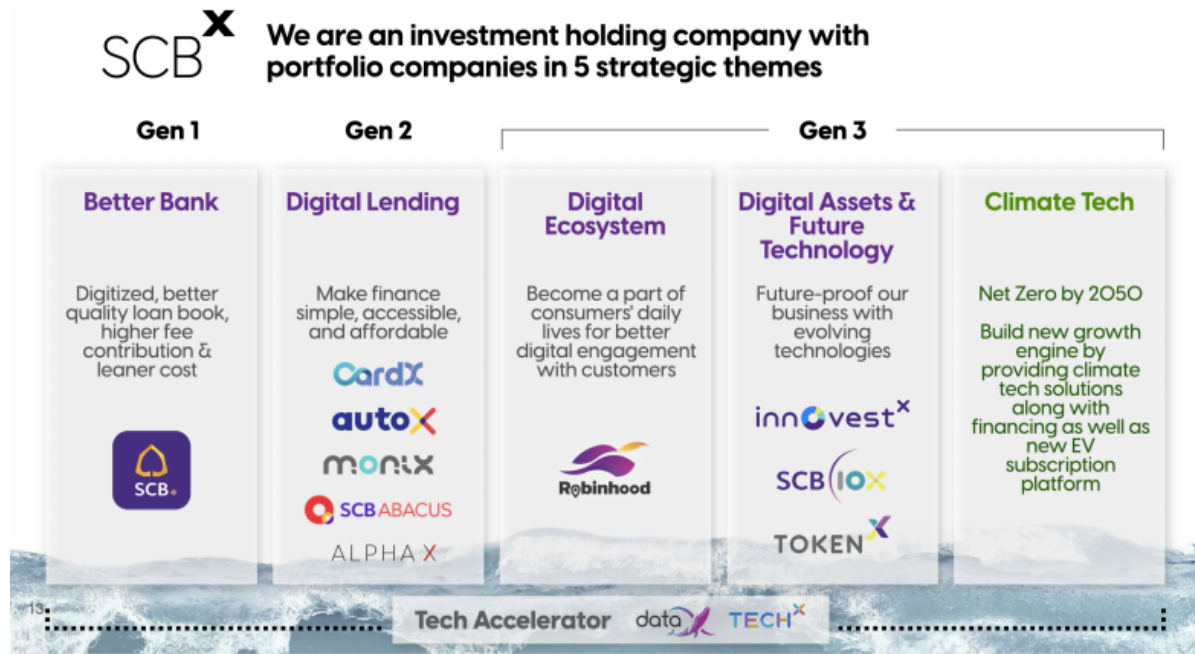 SCB X
We are an investment holding company with
portfolio companies in 5 strategic themes
Gen 1
Gen 2
Gen 3
Better Bank
Digitized, better
quality loan book,
higher fee
contribution &
leaner cost
SCB
Digital Lending
Make finance
simple, accessible,
and affordable
CardX
autoX
monix
SCB ABACUS
ALPHA X
Digital
Ecosystem
Become a part of
consumers' daily
lives for better
digital engagement
with customers
Robinhood
Digital Assets &
Future
Technology
Future-proof our
business with
evolving
technologies
innovestx
SCB 10X
TOKEN X
Climate Tech
Net Zero by 2050
Build new growth
engine by
providing climate
tech solutions
along with
financing as well as
new EV
subscription
platform
13
Tech Accelerator
data X
TECH X